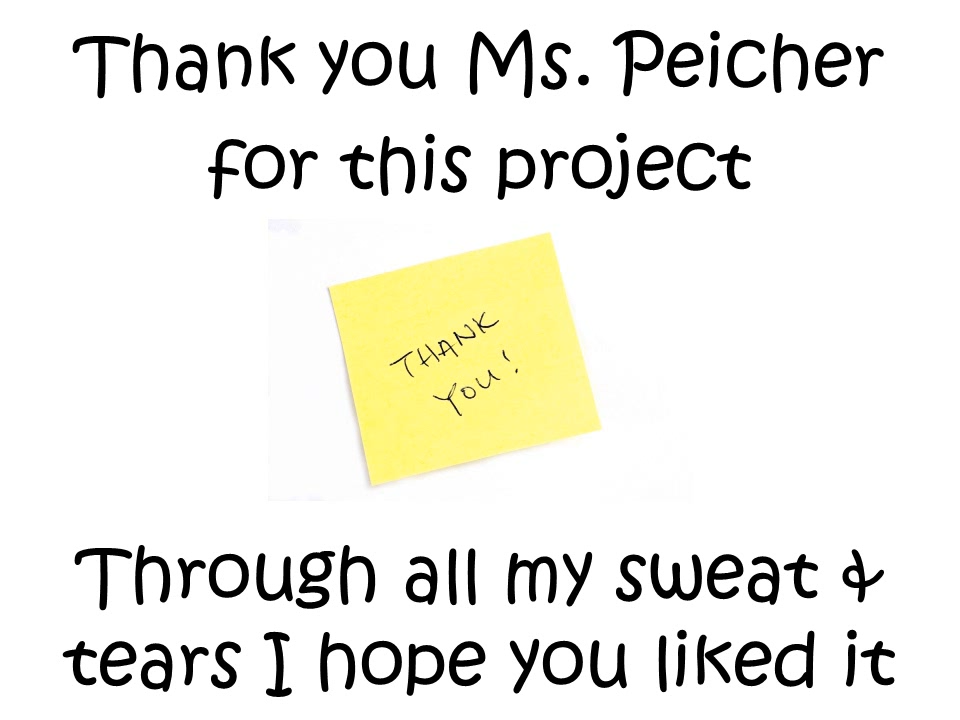 Thank you Ms. Peicher
for this project
THANK
YOU!
Through all my sweat &
tears I hope you liked it